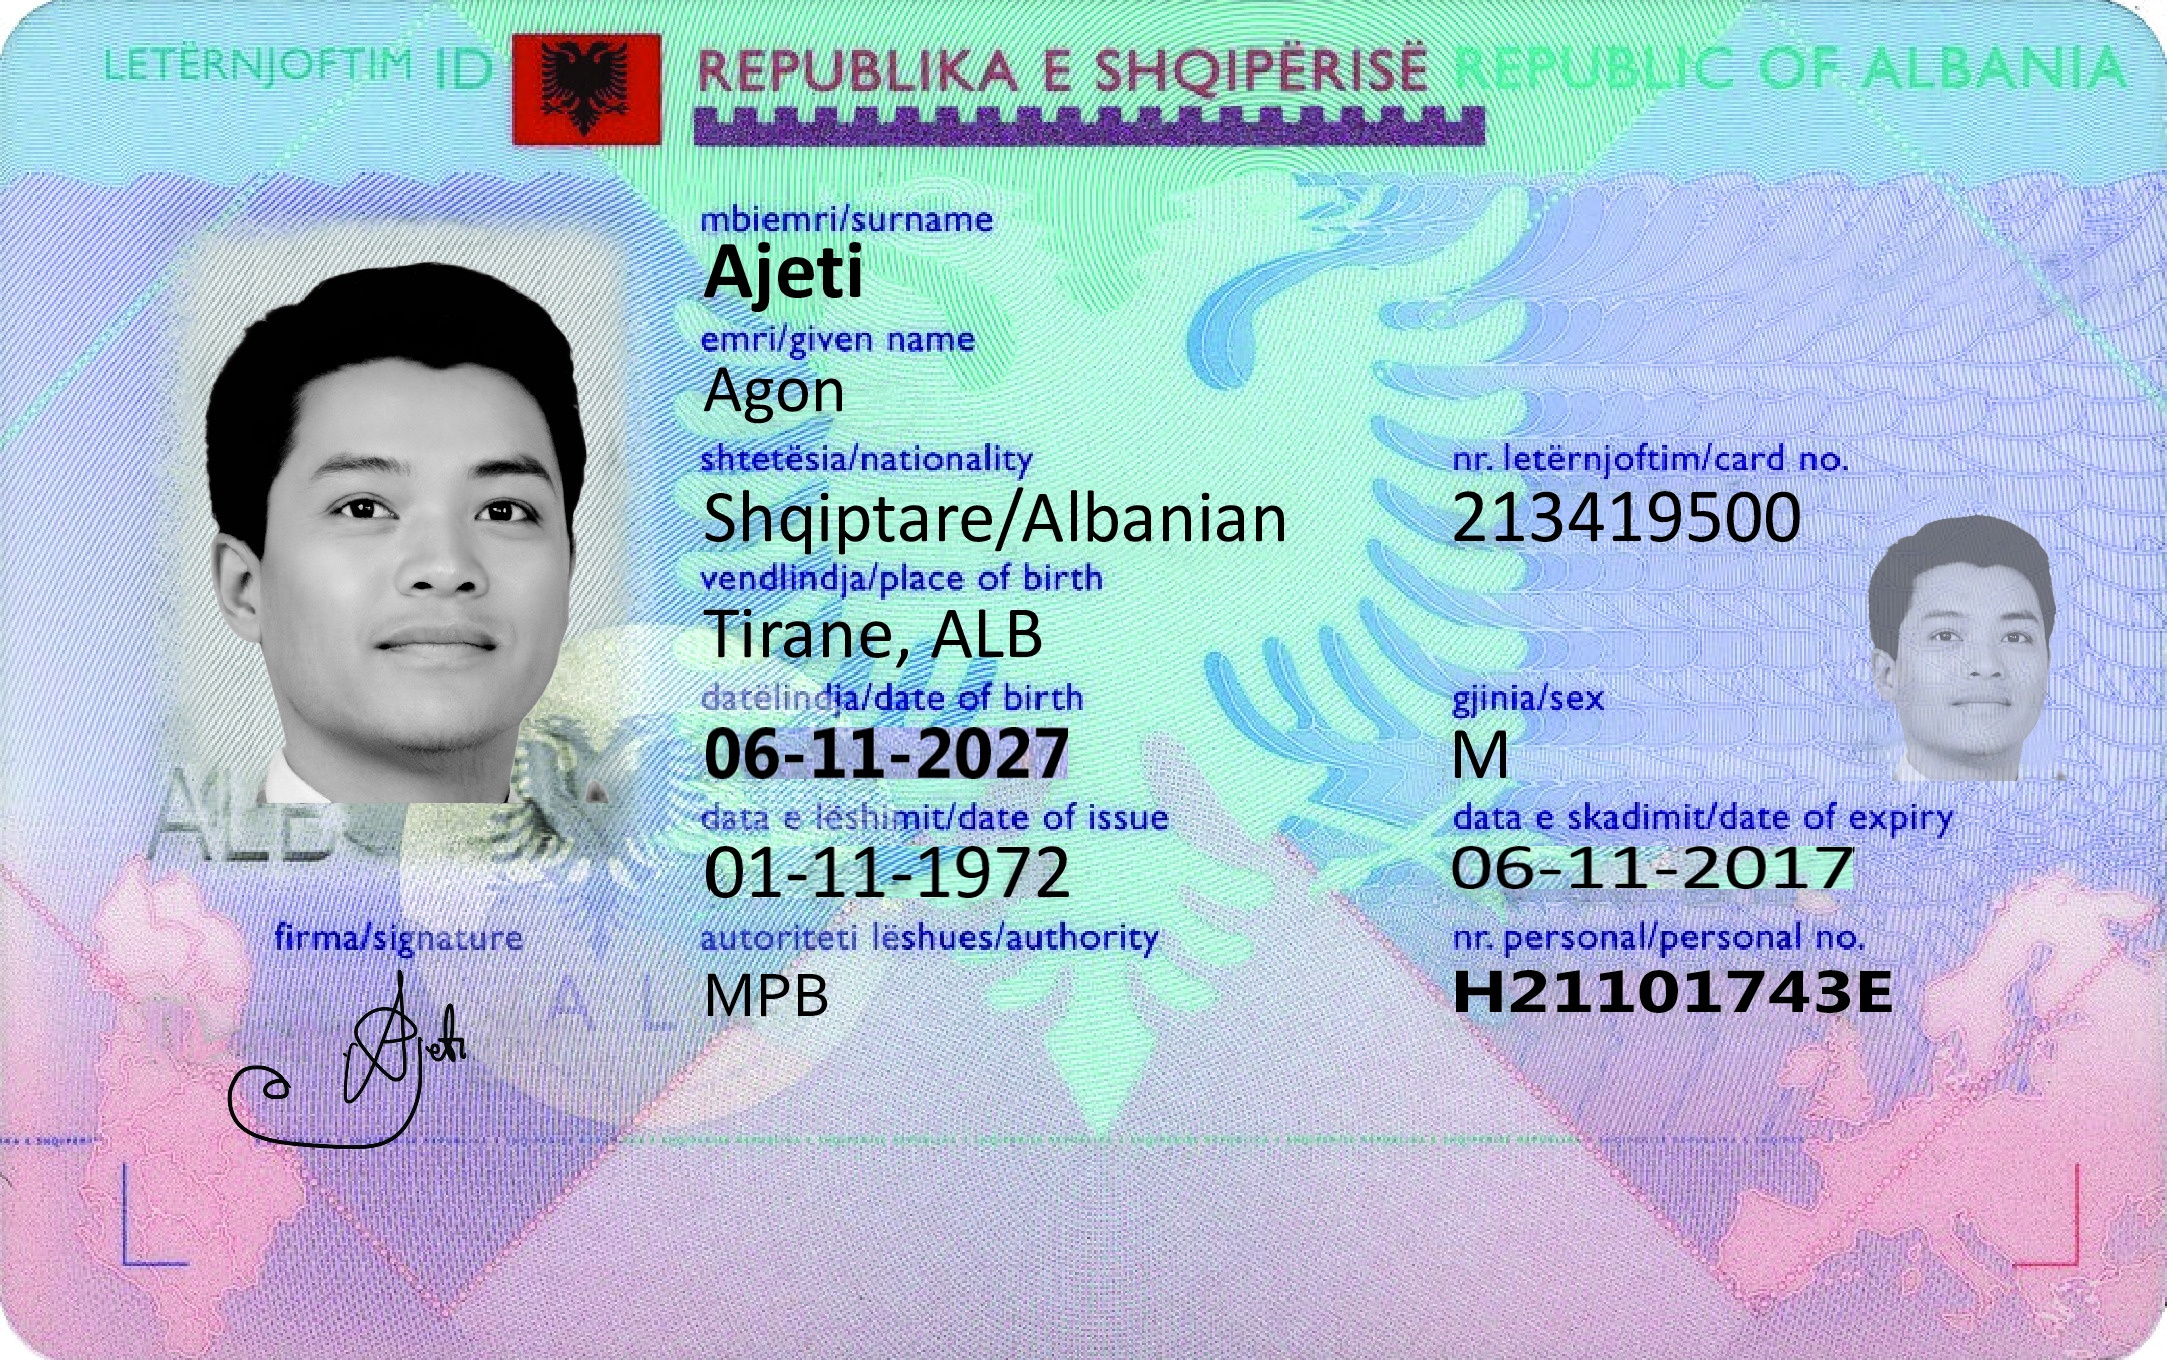 LETËRNJOFTIM ID REPUBLIKA E SHQIPËRISË REPUBLIC OF ALBANIA
mbiemri/surname
Ajeti
emri/given name
Agon
shtetësia/nationality nr. letërnjoftim/card no.
Shqiptare/Albanian 213419500
vendlindja/place of birth
Tirane, ALB
datëlindja/date of birth gjinia/sex
06-11-2027 M
ALB
data e lëshimit/date of issue data e skadimit/date of expiry
01-11-1972 06-11-2017
firma/signature autoriteti lëshues/authority nr. personal/personal no.
MPB H21101743E
A L
Ajeti